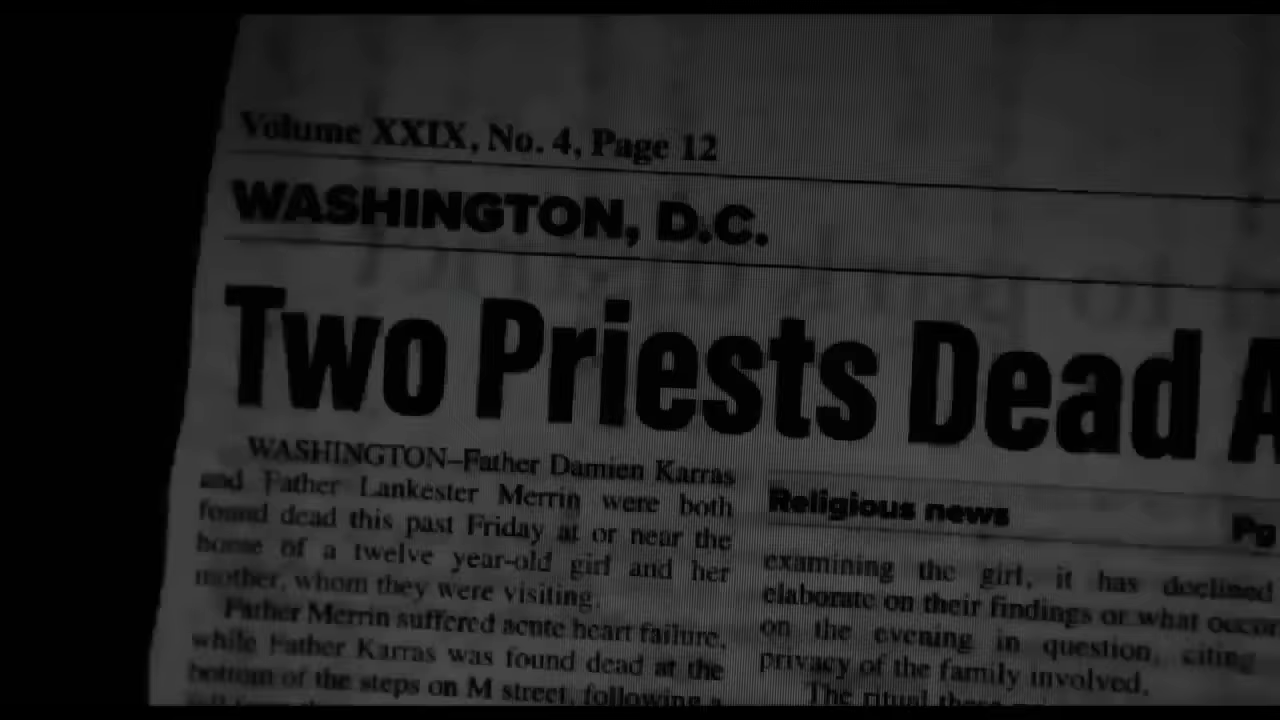 Volume XXIX, No. 4, Page 12
WASHINGTON, D.C.
Two Priests Dead A
WASHINGTON–Father Damien Karras
and Father Lankester Merrin were both
found dead this past Friday at or near the
home of a twelve year-old girl and her
mother, whom they were visiting.
Father Merrin suffered acute heart failure,
while Father Karras was found dead at the
bottom of the steps on M street, following a
Religious news
Pg
examining the girl, it has declined
elaborate on their findings or what occur
on the evening in question, citing
privacy of the family involved.
The ritual